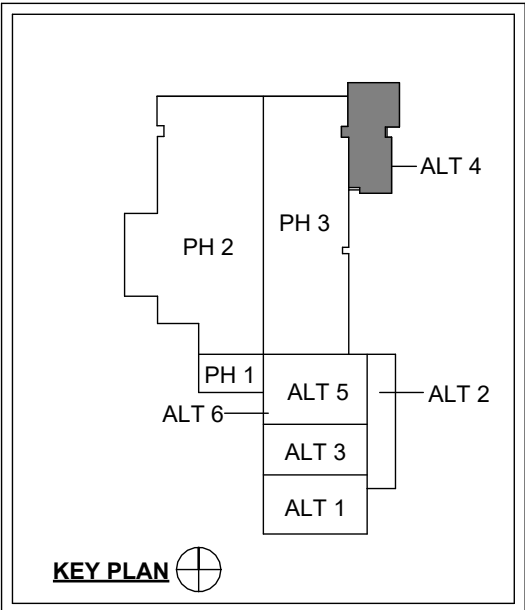 ALT 4
PH 3
PH 2
PH 1
ALT 5
ALT 2
ALT 6
ALT 3
ALT 1
KEY PLAN